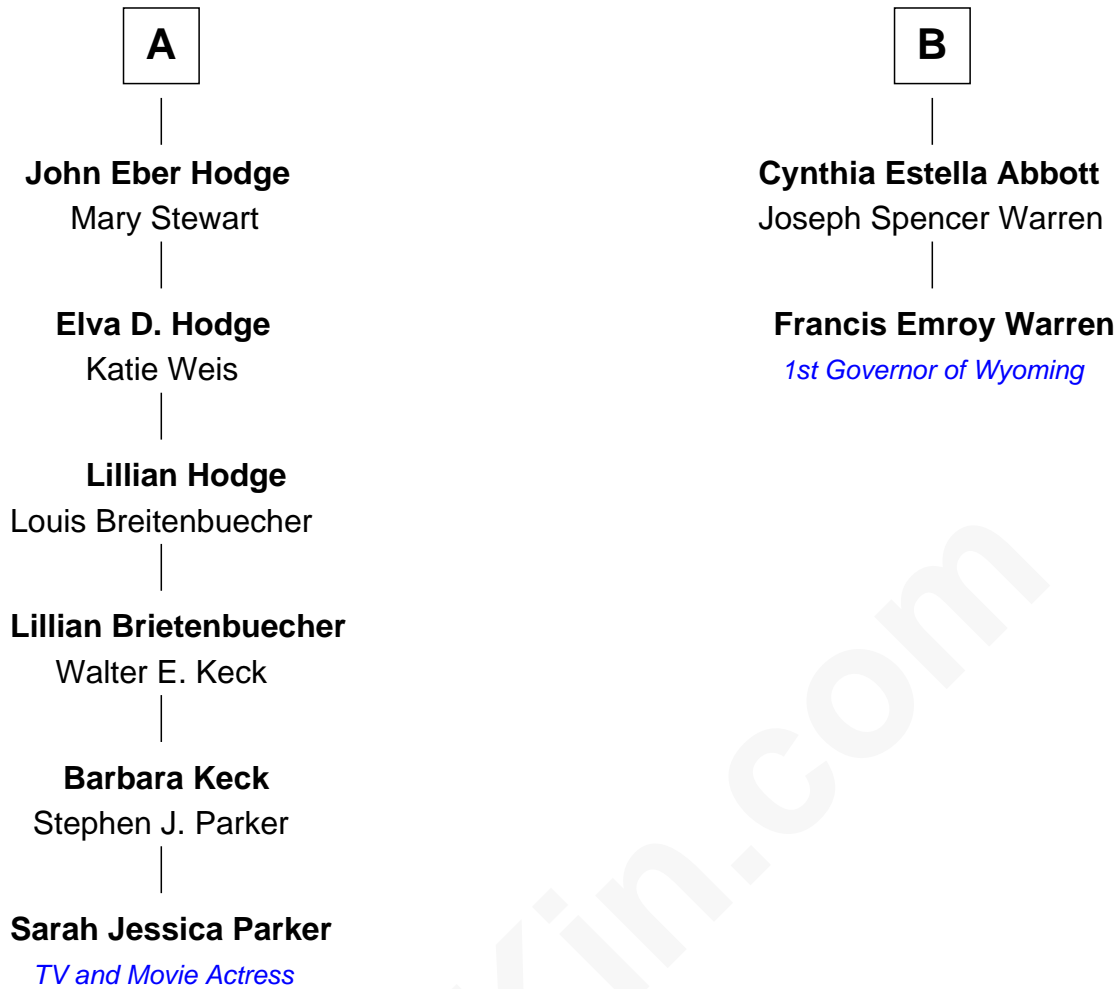 A
John Eber Hodge
Mary Stewart
Elva D. Hodge
Katie Weis
Lillian Hodge
Louis Breitenbuecher
Lillian Brietenbuecher
Walter E. Keck
Barbara Keck
Stephen J. Parker
Sarah Jessica Parker
TV and Movie Actress
B
Cynthia Estella Abbott
Joseph Spencer Warren
Francis Emroy Warren
1st Governor of Wyoming